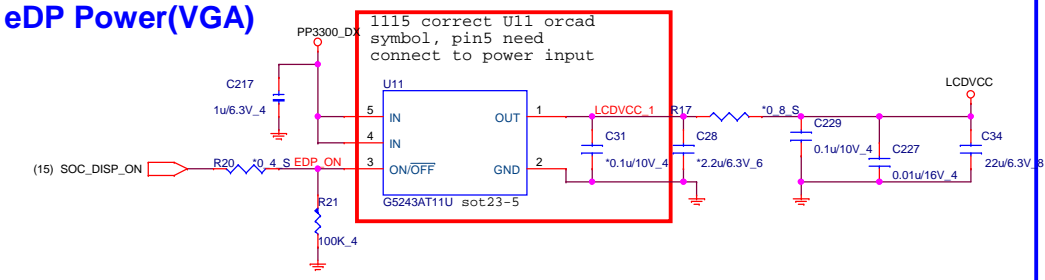 eDP Power(VGA)
1115 correct U11 orcad
symbol, pin5 need
connect to power input
PP3300_DX
LCDVCC
C217
1u/6.3V_4
U11
5
IN
OUT
1
LCDVCC_1
R17
*0_8_S
4
IN
C31
*0.1u/10V_4
C28
*2.2u/6.3V_6
C229
0.1u/10V_4
C227
0.01u/16V_4
C34
22u/6.3V_8
(15) SOC_DISP_ON
R20
*0_4_S
EDP_ON
3
ON/OFF
GND
2
G5243AT11U
sot23-5
R21
100K_4